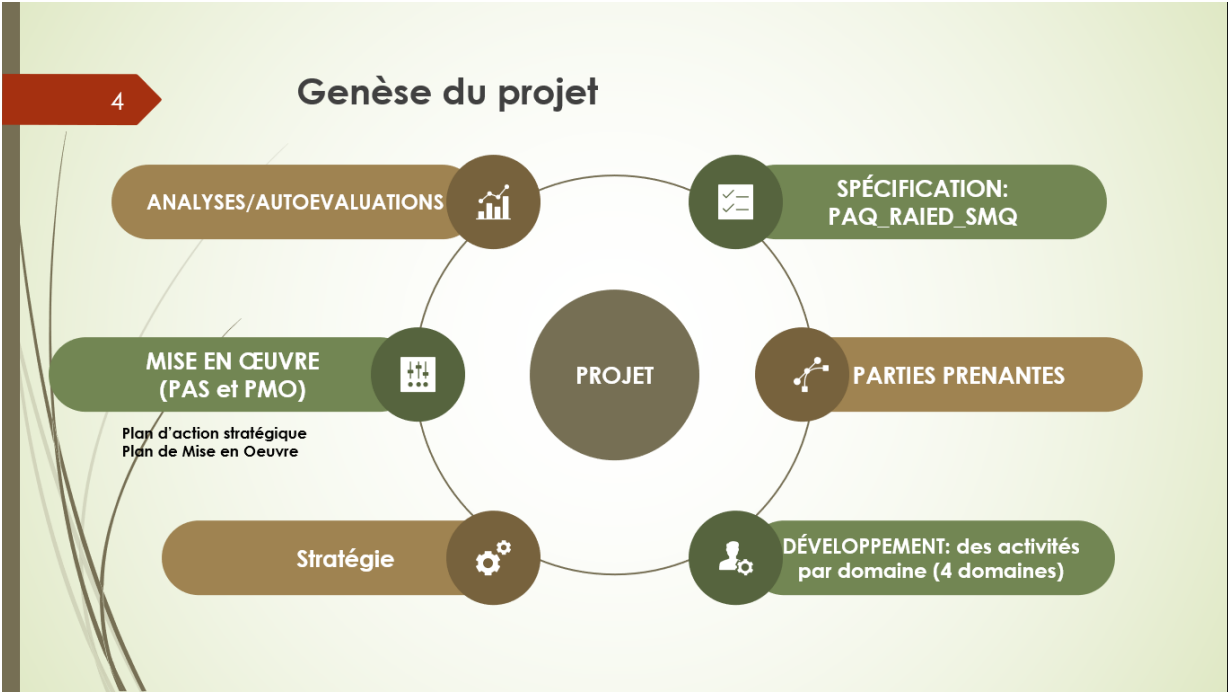 4
Genèse du projet
ANALYSES/AUTOEVALUATIONS
SPÉCIFICATION:
PAQ_RAIED_SMQ
MISE EN ŒUVRE
(PAS et PMO)
Plan d'action stratégique
Plan de Mise en Oeuvre
PROJET
PARTIES PRENANTES
Stratégie
DÉVELOPPEMENT: des activités
par domaine (4 domaines)